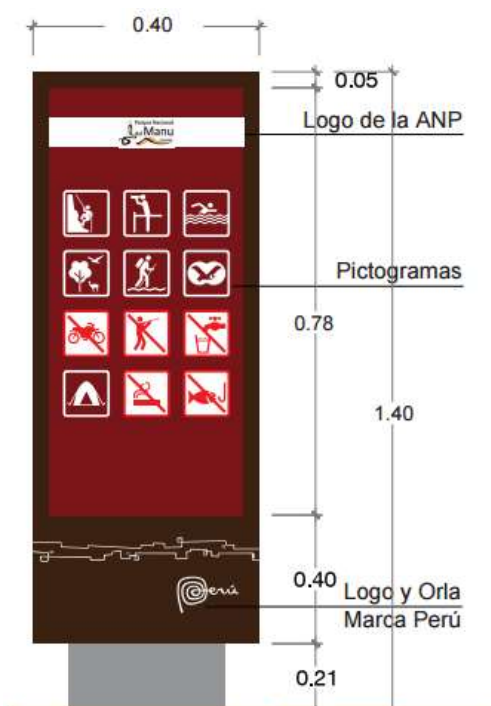 0.40
0.05
Logo de la ANP
Parque Nacional
del Manu
Pictogramas
0.78
1.40
0.40
Perú
Logo y Orla
Marca Perú
0.21